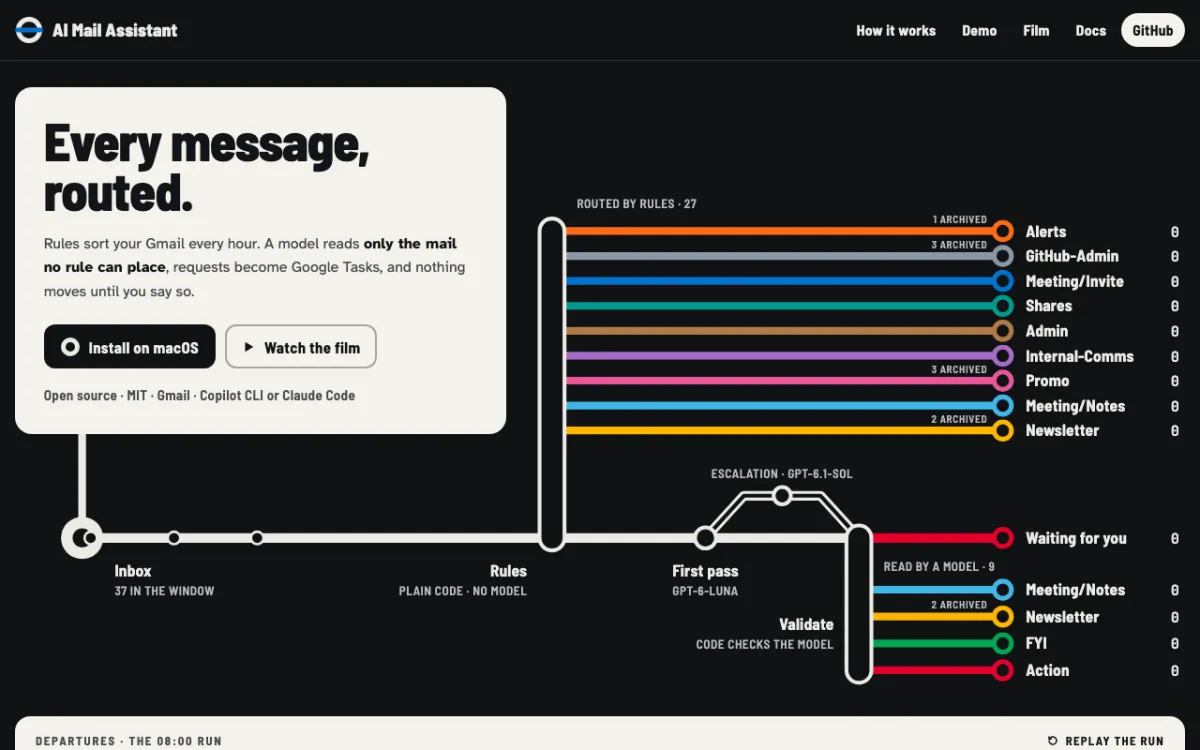 AI Mail Assistant
How it works
Demo
Film
Docs
GitHub
Every message,
routed.
Rules sort your Gmail every hour. A model reads only the mail
no rule can place, requests become Google Tasks, and nothing
moves until you say so.
Install on macOS
Watch the film
Open source · MIT · Gmail · Copilot CLI or Claude Code
ROUTED BY RULES · 27
1 ARCHIVED
Alerts 0
3 ARCHIVED
GitHub-Admin 0
Meeting/Invite 0
Shares 0
Admin 0
Internal-Comms 0
3 ARCHIVED
Promo 0
Meeting/Notes 0
2 ARCHIVED
Newsletter 0
ESCALATION · GPT-6.1-SOL
Waiting for you 0
Inbox
37 IN THE WINDOW
Rules
PLAIN CODE · NO MODEL
First pass
GPT-6-LUNA
READ BY A MODEL · 9
Meeting/Notes 0
2 ARCHIVED
Newsletter 0
Validate
CODE CHECKS THE MODEL
FYI 0
Action 0
DEPARTURES · THE 08:00 RUN
REPLAY THE RUN